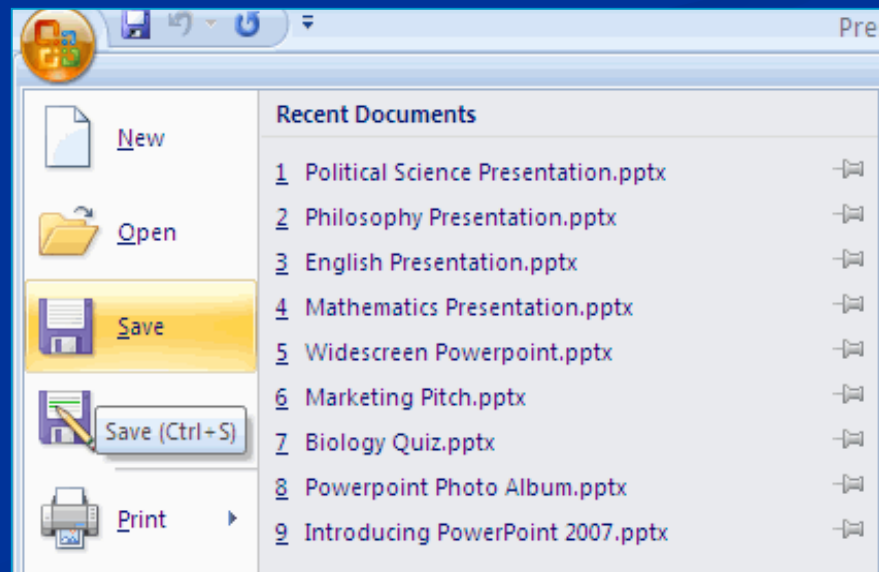 Pre
New
Open
Save
Save (Ctrl+S)
Print
Recent Documents
1 Political Science Presentation.pptx
2 Philosophy Presentation.pptx
3 English Presentation.pptx
4 Mathematics Presentation.pptx
5 Widescreen Powerpoint.pptx
6 Marketing Pitch.pptx
7 Biology Quiz.pptx
8 Powerpoint Photo Album.pptx
9 Introducing PowerPoint 2007.pptx